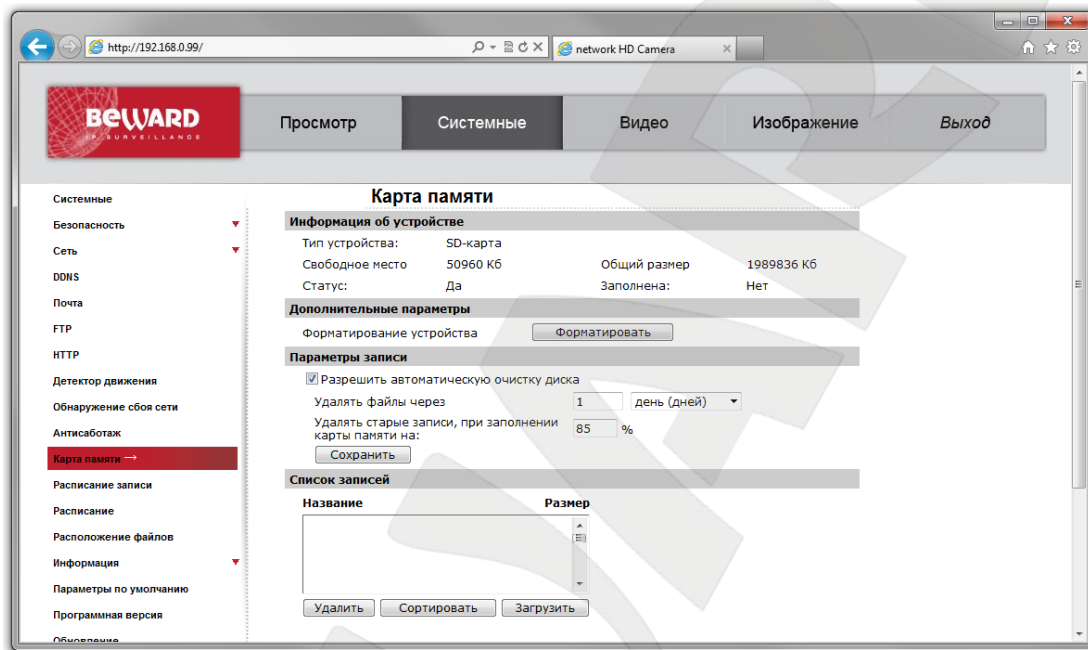 http://192.168.0.99/
network HD Camera
BEWARD
IP SURVEILLANCE
Просмотр Системные Видео Изображение Выход
Системные
Безопасность
Сеть
DDNS
Почта
FTP
HTTP
Детектор движения
Обнаружение сбоя сети
Антисаботаж
Карта памяти →
Расписание записи
Расписание
Расположение файлов
Информация
Параметры по умолчанию
Программная версия
Обновление
Карта памяти
Информация об устройстве
Тип устройства: SD-карта
Свободное место 50960 Кб Общий размер 1989836 Кб
Статус: Да Заполнена: Нет
Дополнительные параметры
Форматирование устройства Форматировать
Параметры записи
Разрешить автоматическую очистку диска
Удалять файлы через 1 день (дней)
Удалять старые записи, при заполнении
карты памяти на: 85 %
Сохранить
Список записей
Название Размер
Удалить Сортировать Загрузить